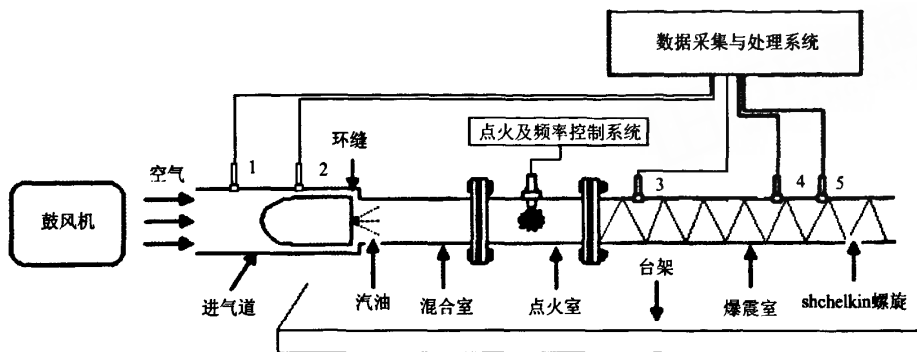 数据采集与处理系统
点火及频率控制系统
环缝
1
2
空气
3
4
5
鼓风机
台架
进气道
汽油
混合室
点火室
爆震室
shchelkin螺旋